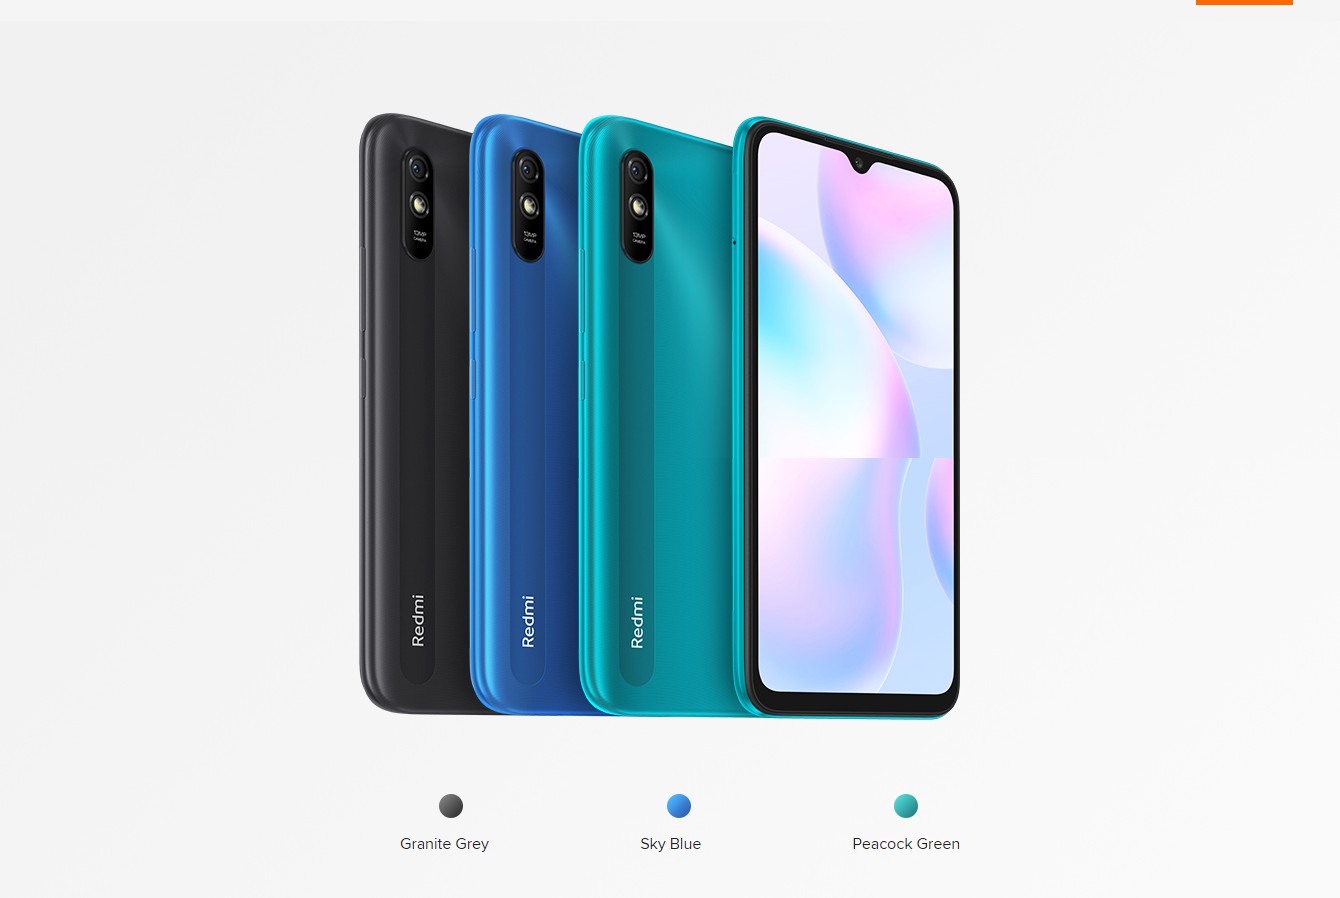 13MP
CAMERA
13MP
CAMERA
13MP
CAMERA
Redmi
Redmi
Redmi
Granite Grey
Sky Blue
Peacock Green